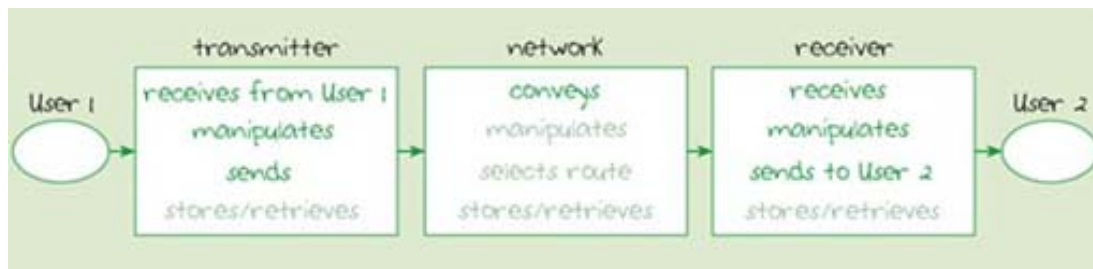 transmitter
network
receiver
User 1
receives from User 1
manipulates
sends
stores/retrieves
conveys
manipulates
selects route
stores/retrieves
receives
manipulates
sends to User 2
stores/retrieves
User 2